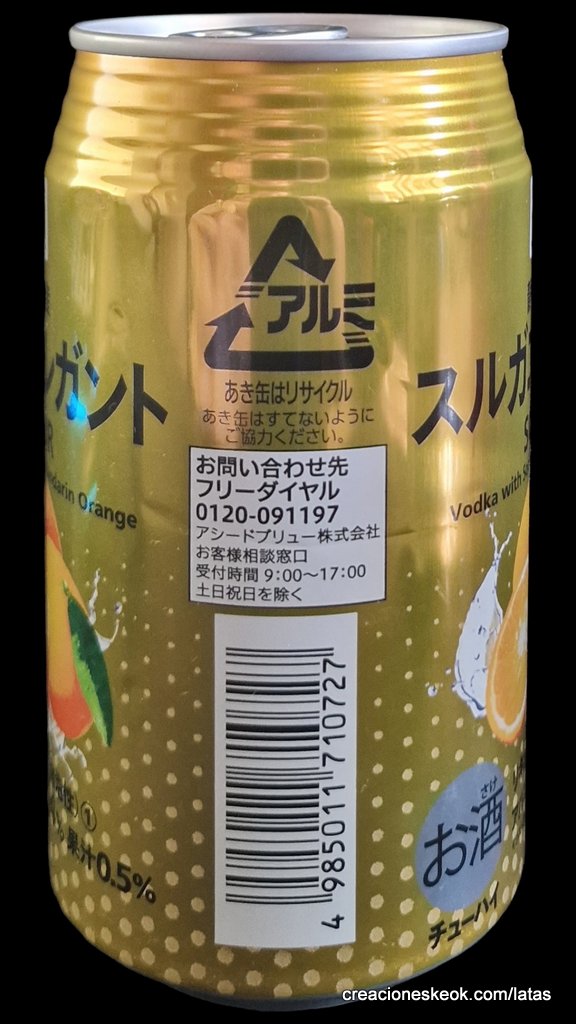 アルミ
あき缶はリサイクル
あき缶はすてないように
ご協力ください。
お問い合わせ先
フリーダイヤル
0120-091197
アシードブリュー株式会社
お客様相談窓口
受付時間 9:00〜17:00
土日祝日を除く
4 985011 710727
ンガント
Mandarin Orange
①
果汁0.5%
スルガ
Vodka with
さけ
お酒
チューハイ
creacioneskeok.com/latas